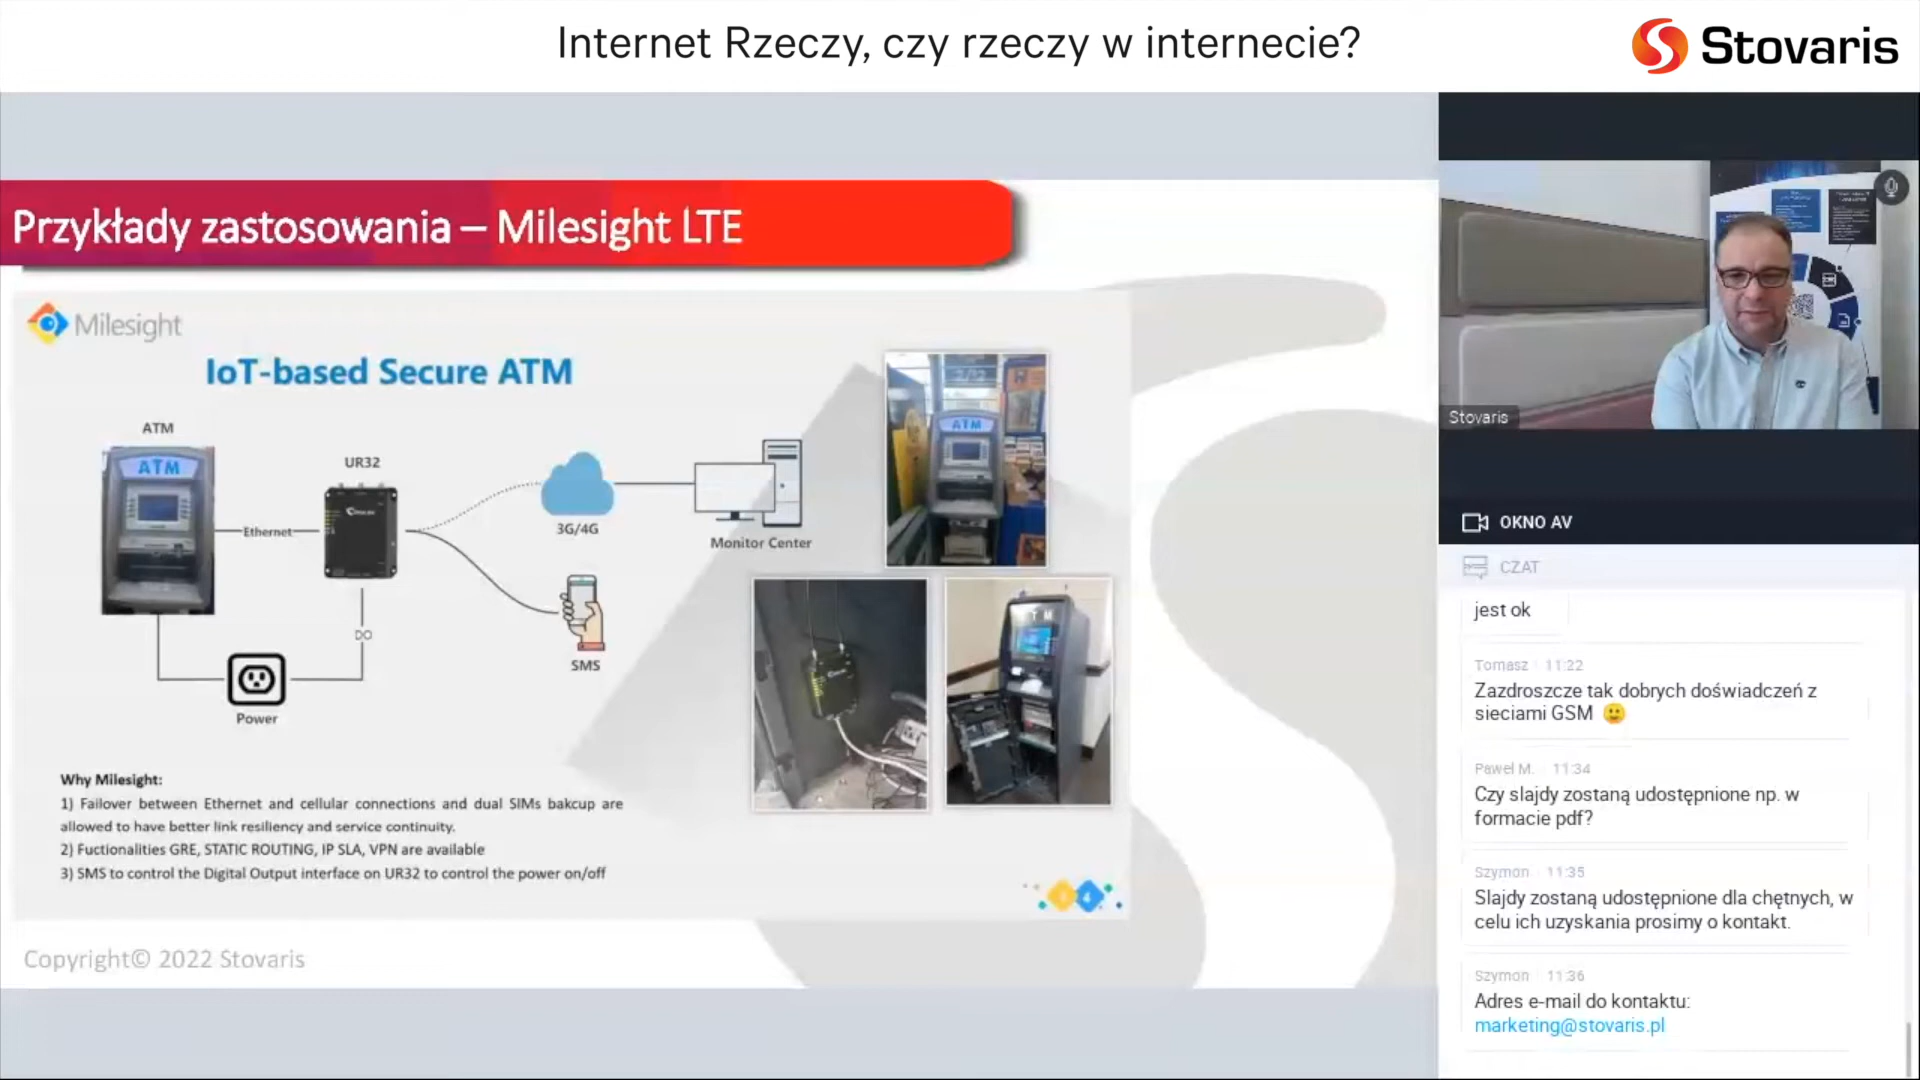 Internet Rzeczy, czy rzeczy w internecie?
Stovaris
Przykłady zastosowania – Milesight LTE
Milesight
IoT-based Secure ATM
ATM
ATM
UR32
Ethernet
DO
Power
3G/4G
SMS
Monitor Center
ATM
Why Milesight:
1) Failover between Ethernet and cellular connections and dual SIMs bakcup are
allowed to have better link resiliency and service continuity.
2) Fuctionalities GRE, STATIC ROUTING, IP SLA, VPN are available
3) SMS to control the Digital Output interface on UR32 to control the power on/off
Copyright© 2022 Stovaris
Stovaris
OKNO AV
CZAT
jest ok
Tomasz 11:22
Zazdroszcze tak dobrych doświadczeń z
sieciami GSM 🙂
Paweł M. 11:34
Czy slajdy zostaną udostępnione np. w
formacie pdf?
Szymon 11:35
Slajdy zostaną udostępnione dla chętnych, w
celu ich uzyskania prosimy o kontakt.
Szymon 11:36
Adres e-mail do kontaktu:
marketing@stovaris.pl